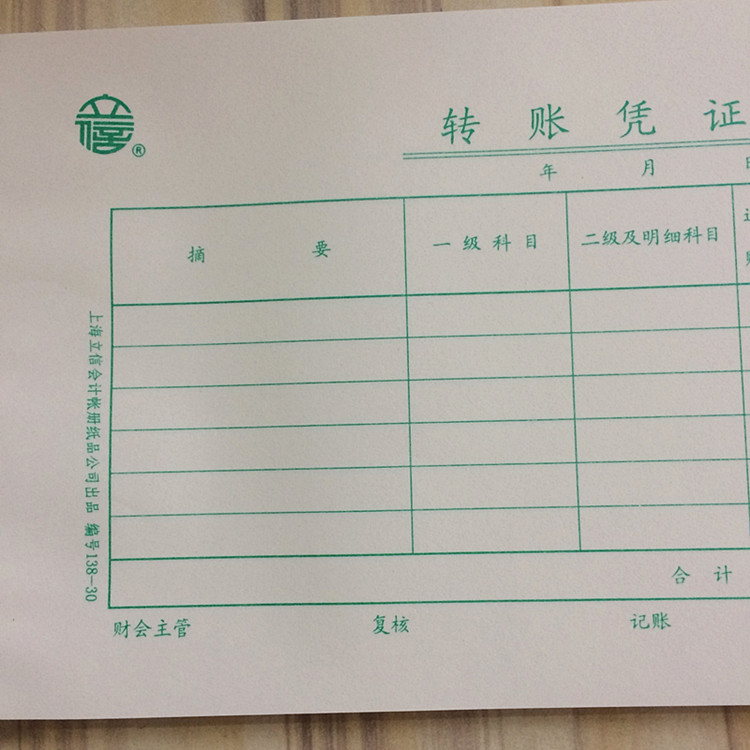 立信®
转账凭证
年 月
摘要 一级科目 二级及明细科目
合计
财会主管 复核 记账
上海立信会计帐册纸品公司出品 编号138-30